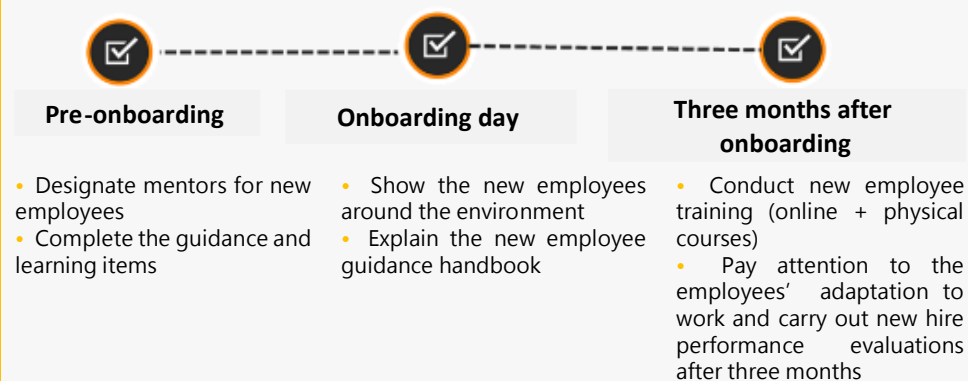 Pre-onboarding
• Designate mentors for new
employees
• Complete the guidance and
learning items
Onboarding day
• Show the new employees
around the environment
• Explain the new employee
guidance handbook
Three months after
onboarding
• Conduct new employee
training (online + physical
courses)
• Pay attention to the
employees’ adaptation to
work and carry out new hire
performance evaluations
after three months